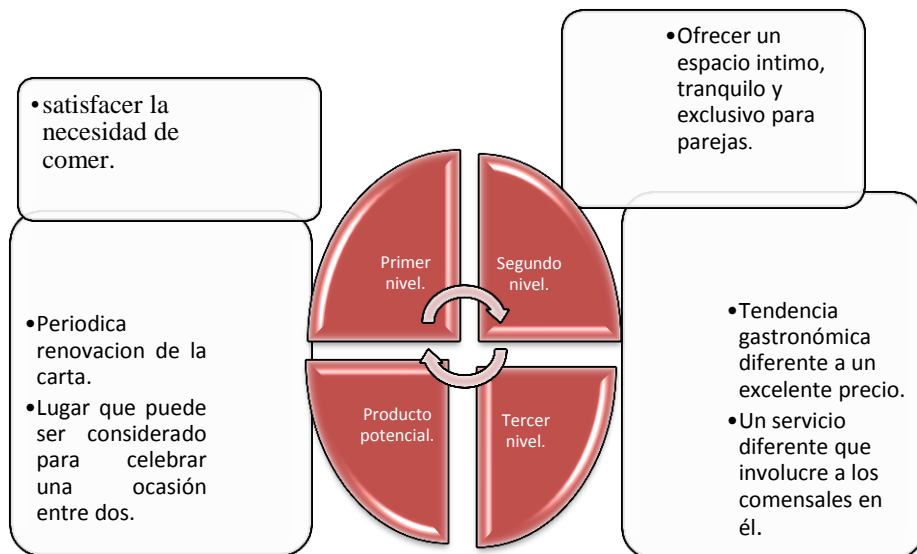 •satisfacer la
necesidad de
comer.
•Ofrecer un
espacio intimo,
tranquilo y
exclusivo para
parejas.
Primer
nivel.
Segundo
nivel.
•Periodica
renovacion de la
carta.
•Lugar que puede
ser considerado
para celebrar
una ocasión
entre dos.
Producto
potencial.
Tercer
nivel.
•Tendencia
gastronómica
diferente a un
excelente precio.
•Un servicio
diferente que
involucre a los
comensales en
él.